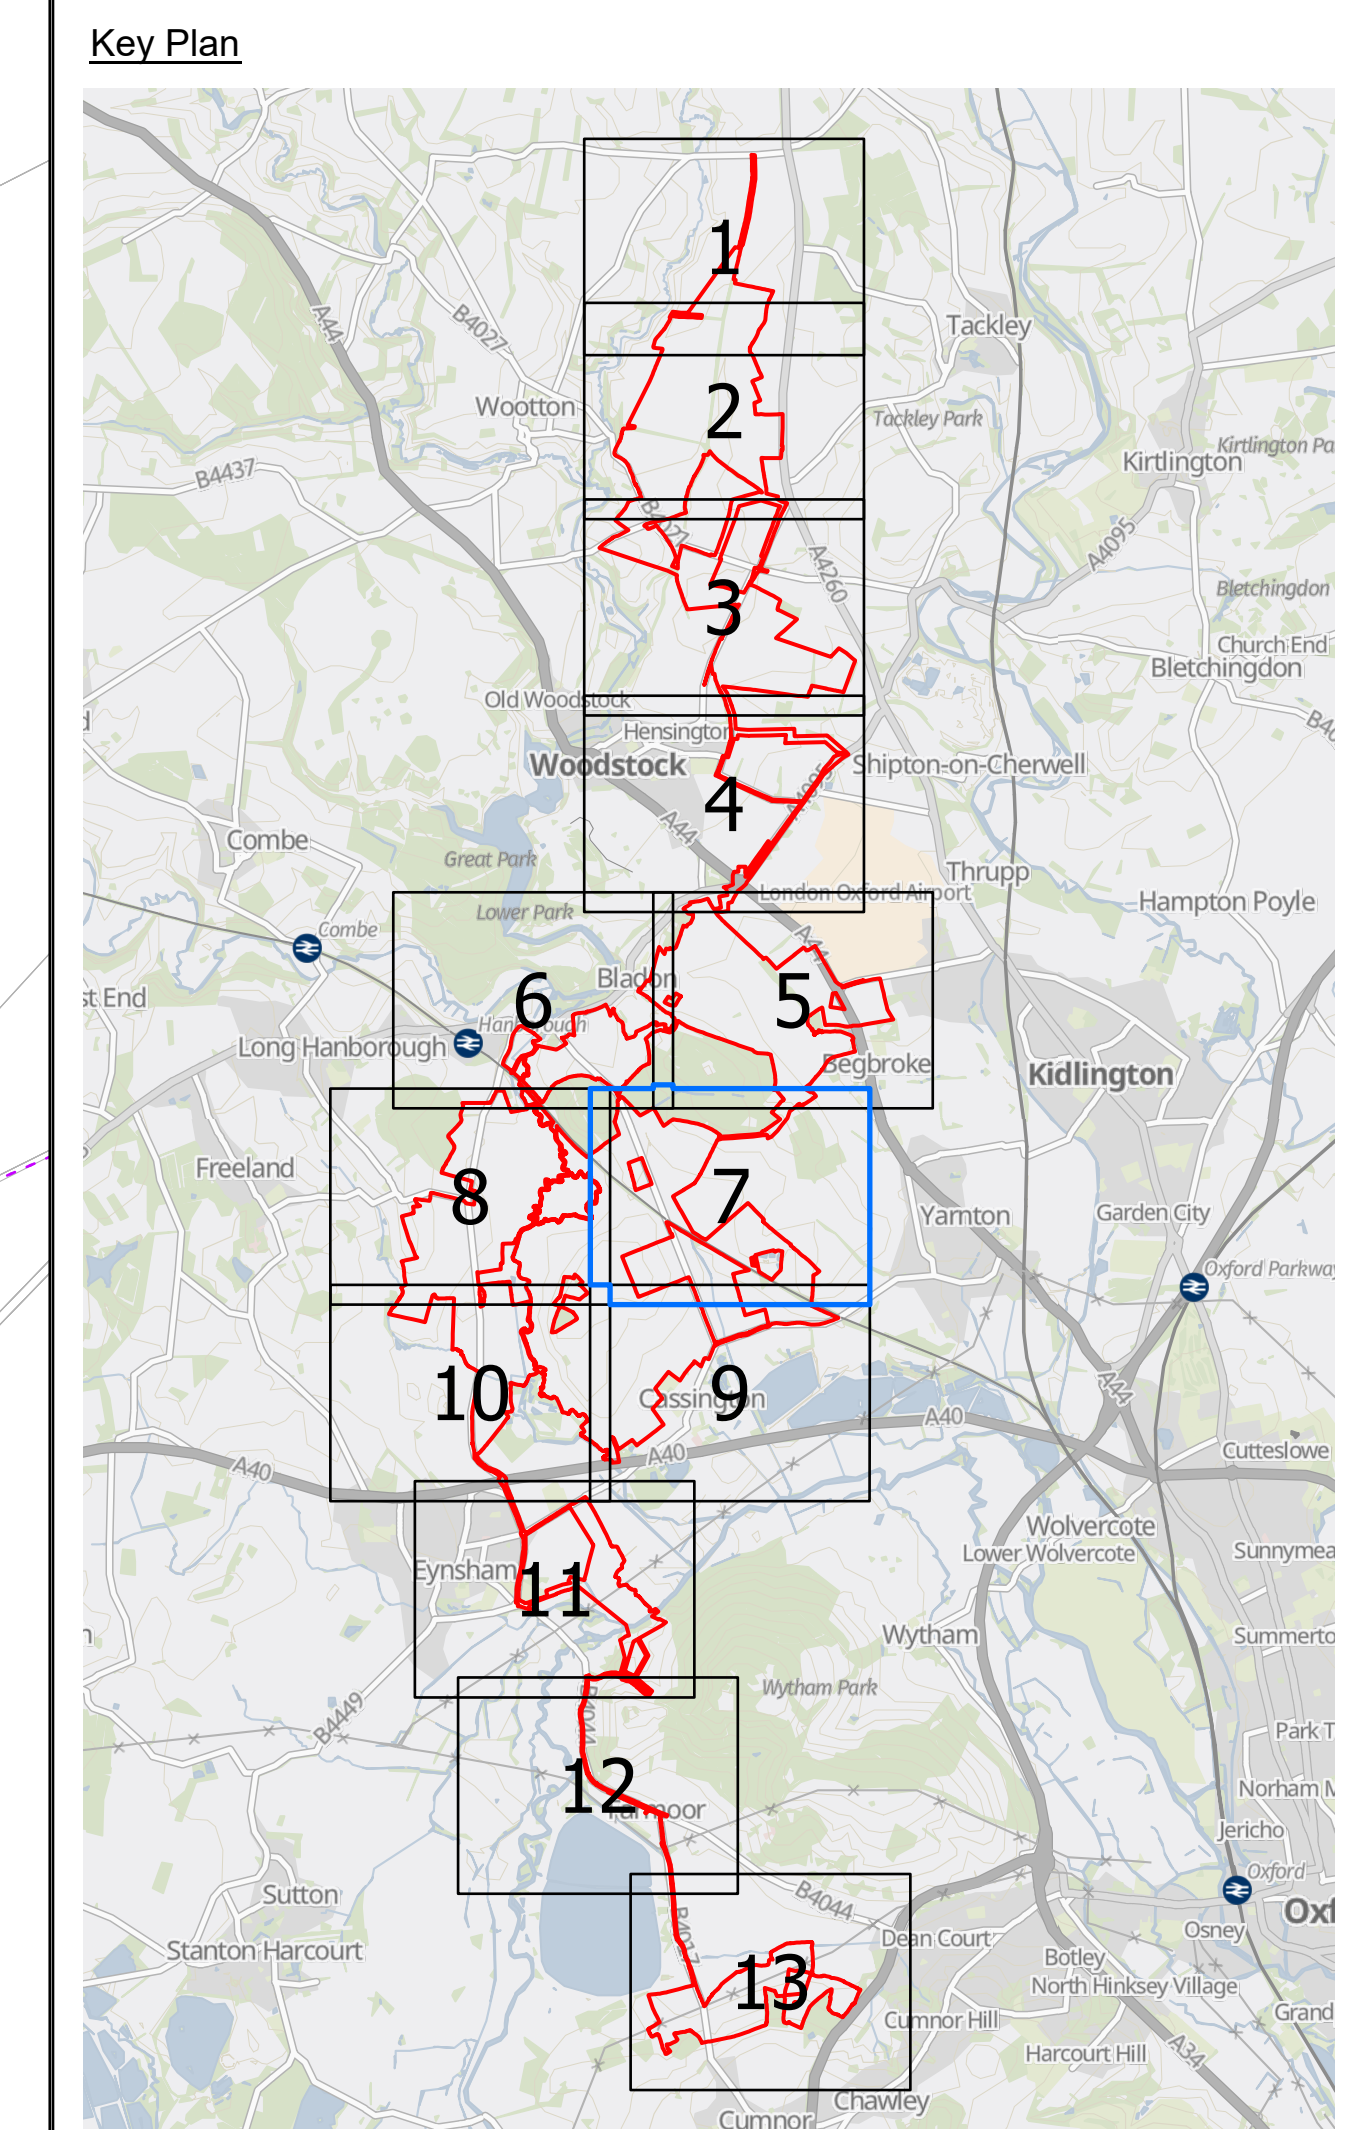 Key Plan
1
A44
B4027
Tackley
2
Wootton
Tackley Park
Kirtlington Pa
Kirtlington
B4437
B4027
A4095
A4260
3
Bletchingdon
Church End
Bletchingdon
Old Woodstock
Hensington
Woodstock
Shipton-on-Cherwell
4
A4095
A44
Combe
Great Park
Thrupp
London Oxford Airport
Hampton Poyle
Lower Park
Combe
A44
Bladon
6
5
st End
Hanborough
Long Hanborough
Begbroke
Kidlington
Freeland
8
7
Yarnton
Garden City
Oxford Parkway
10
9
Cassington
A44
A40
A40
A40
Cutteslowe
Wolvercote
Lower Wolvercote
Sunnymea
Eynsham
11
Wytham
Summerto
Wytham Park
B4449
B4044
Park T
12
Farmoor
Norham M
Jericho
Oxford
Sutton
B4044
Oxf
Osney
Stanton Harcourt
B4017
Dean Court
Botley
13
North Hinksey Village
Cumnor Hill
Grand
Harcourt Hill
A34
Chawley
Cumnor